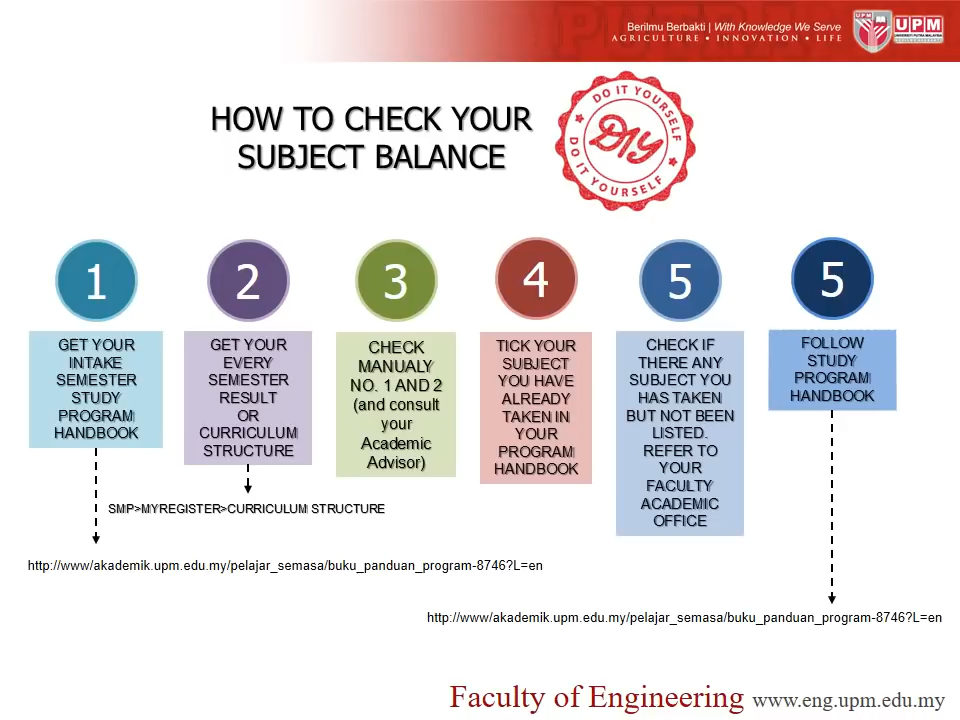 Berilmu Berbakti | With Knowledge We Serve
AGRICULTURE • INNOVATION • LIFE
UPM
UNIVERSITI PUTRA MALAYSIA
HOW TO CHECK YOUR
SUBJECT BALANCE
DO IT YOURSELF
DIY
DO IT YOURSELF
1
GET YOUR
INTAKE
SEMESTER
STUDY
PROGRAM
HANDBOOK
2
GET YOUR
EVERY
SEMESTER
RESULT
OR
CURRICULUM
STRUCTURE
3
CHECK
MANUALY
NO. 1 AND 2
(and consult
your
Academic
Advisor)
4
TICK YOUR
SUBJECT
YOU HAVE
ALREADY
TAKEN IN
YOUR
PROGRAM
HANDBOOK
5
CHECK IF
THERE ANY
SUBJECT YOU
HAS TAKEN
BUT NOT BEEN
LISTED.
REFER TO
YOUR
FACULTY
ACADEMIC
OFFICE
5
FOLLOW
STUDY
PROGRAM
HANDBOOK
SMP>MYREGISTER>CURRICULUM STRUCTURE
http://www/akademik.upm.edu.my/pelajar_semasa/buku_panduan_program-8746?L=en
http://www/akademik.upm.edu.my/pelajar_semasa/buku_panduan_program-8746?L=en
Faculty of Engineering www.eng.upm.edu.my